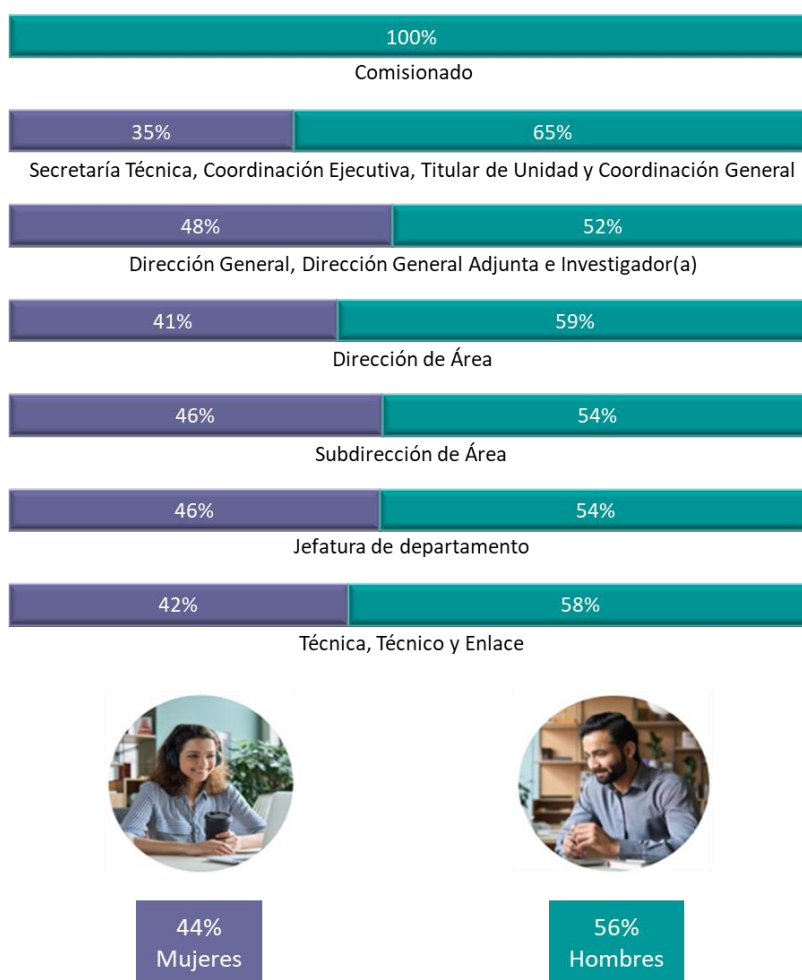 100%
Comisionado
35% 65%
Secretaría Técnica, Coordinación Ejecutiva, Titular de Unidad y Coordinación General
48% 52%
Dirección General, Dirección General Adjunta e Investigador(a)
41% 59%
Dirección de Área
46% 54%
Subdirección de Área
46% 54%
Jefatura de departamento
42% 58%
Técnica, Técnico y Enlace
44%
Mujeres
56%
Hombres